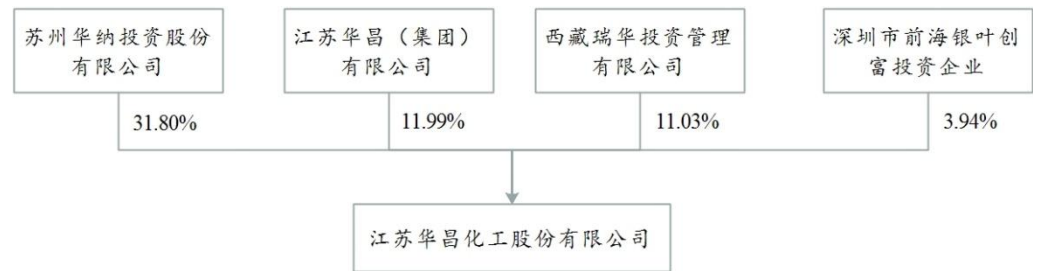 苏州华纳投资股份
有限公司
江苏华昌（集团）
有限公司
西藏瑞华投资管理
有限公司
深圳市前海银叶创
富投资企业
31.80%
11.99%
11.03%
3.94%
江苏华昌化工股份有限公司